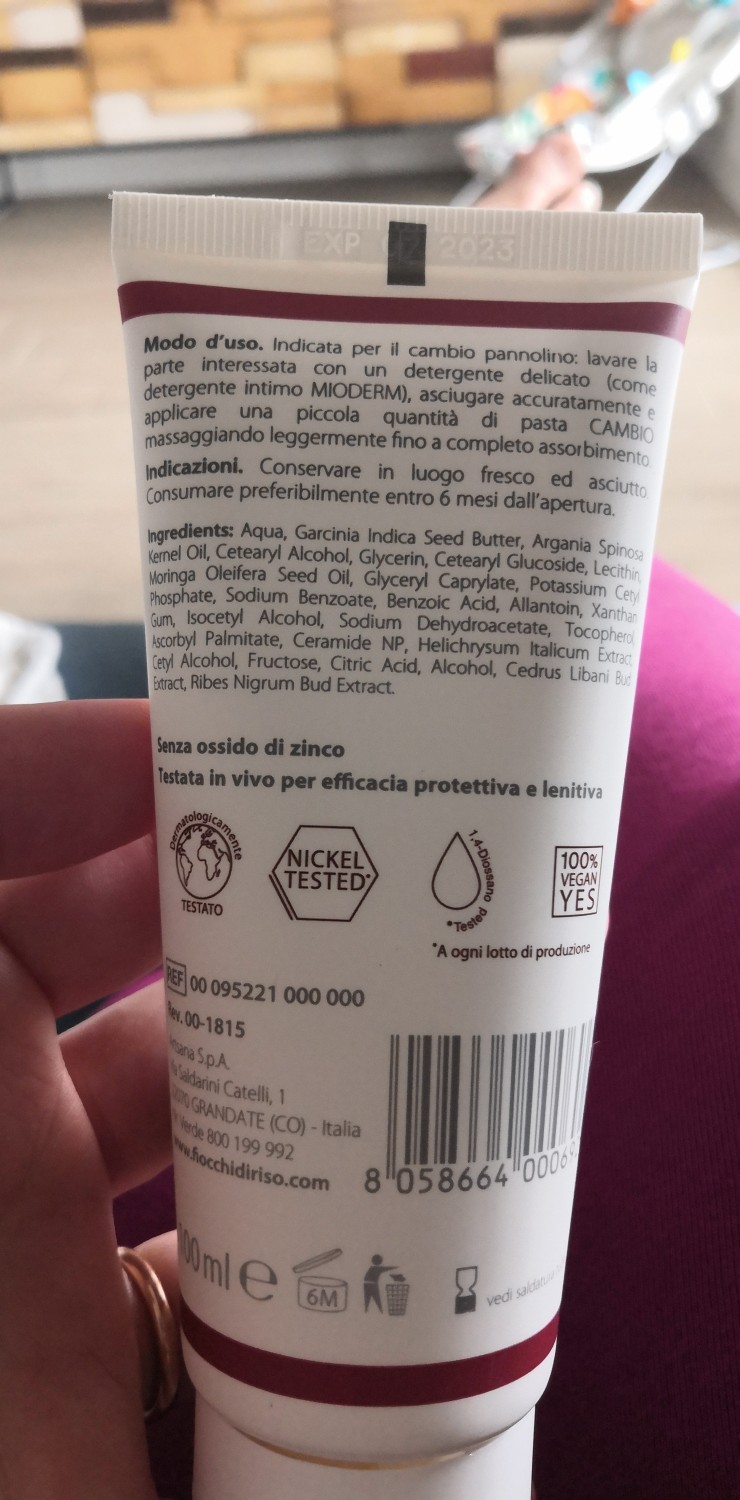 EXP 2023
Modo d'uso. Indicata per il cambio pannolino: lavare la
parte interessata con un detergente delicato (come
detergente intimo MIODERM), asciugare accuratamente e
applicare una piccola quantità di pasta CAMBIO
massaggiando leggermente fino a completo assorbimento.
Indicazioni. Conservare in luogo fresco ed asciutto.
Consumare preferibilmente entro 6 mesi dall'apertura.
Ingredients: Aqua, Garcinia Indica Seed Butter, Argania Spinosa
Kernel Oil, Cetearyl Alcohol, Glycerin, Cetearyl Glucoside, Lecithin,
Moringa Oleifera Seed Oil, Glyceryl Caprylate, Potassium Cetyl
Phosphate, Sodium Benzoate, Benzoic Acid, Allantoin, Xanthan
Gum, Isocetyl Alcohol, Sodium Dehydroacetate, Tocopherol,
Ascorbyl Palmitate, Ceramide NP, Helichrysum Italicum Extract,
Cetyl Alcohol, Fructose, Citric Acid, Alcohol, Cedrus Libani Bud
Extract, Ribes Nigrum Bud Extract.
Senza ossido di zinco
Testata in vivo per efficacia protettiva e lenitiva
Dermatologicamente
TESTATO
NICKEL
TESTED*
1,4-Diossano
*Tested
100%
VEGAN
YES
*A ogni lotto di produzione
REF 00 095221 000 000
Rev. 00-1815
S.p.A.
Saldarini Catelli, 1
GRANDATE (CO) - Italia
Verde 800 199 992
www.fiocchidiriso.com
8 058664 00069
100ml e
6M
vedi saldatura